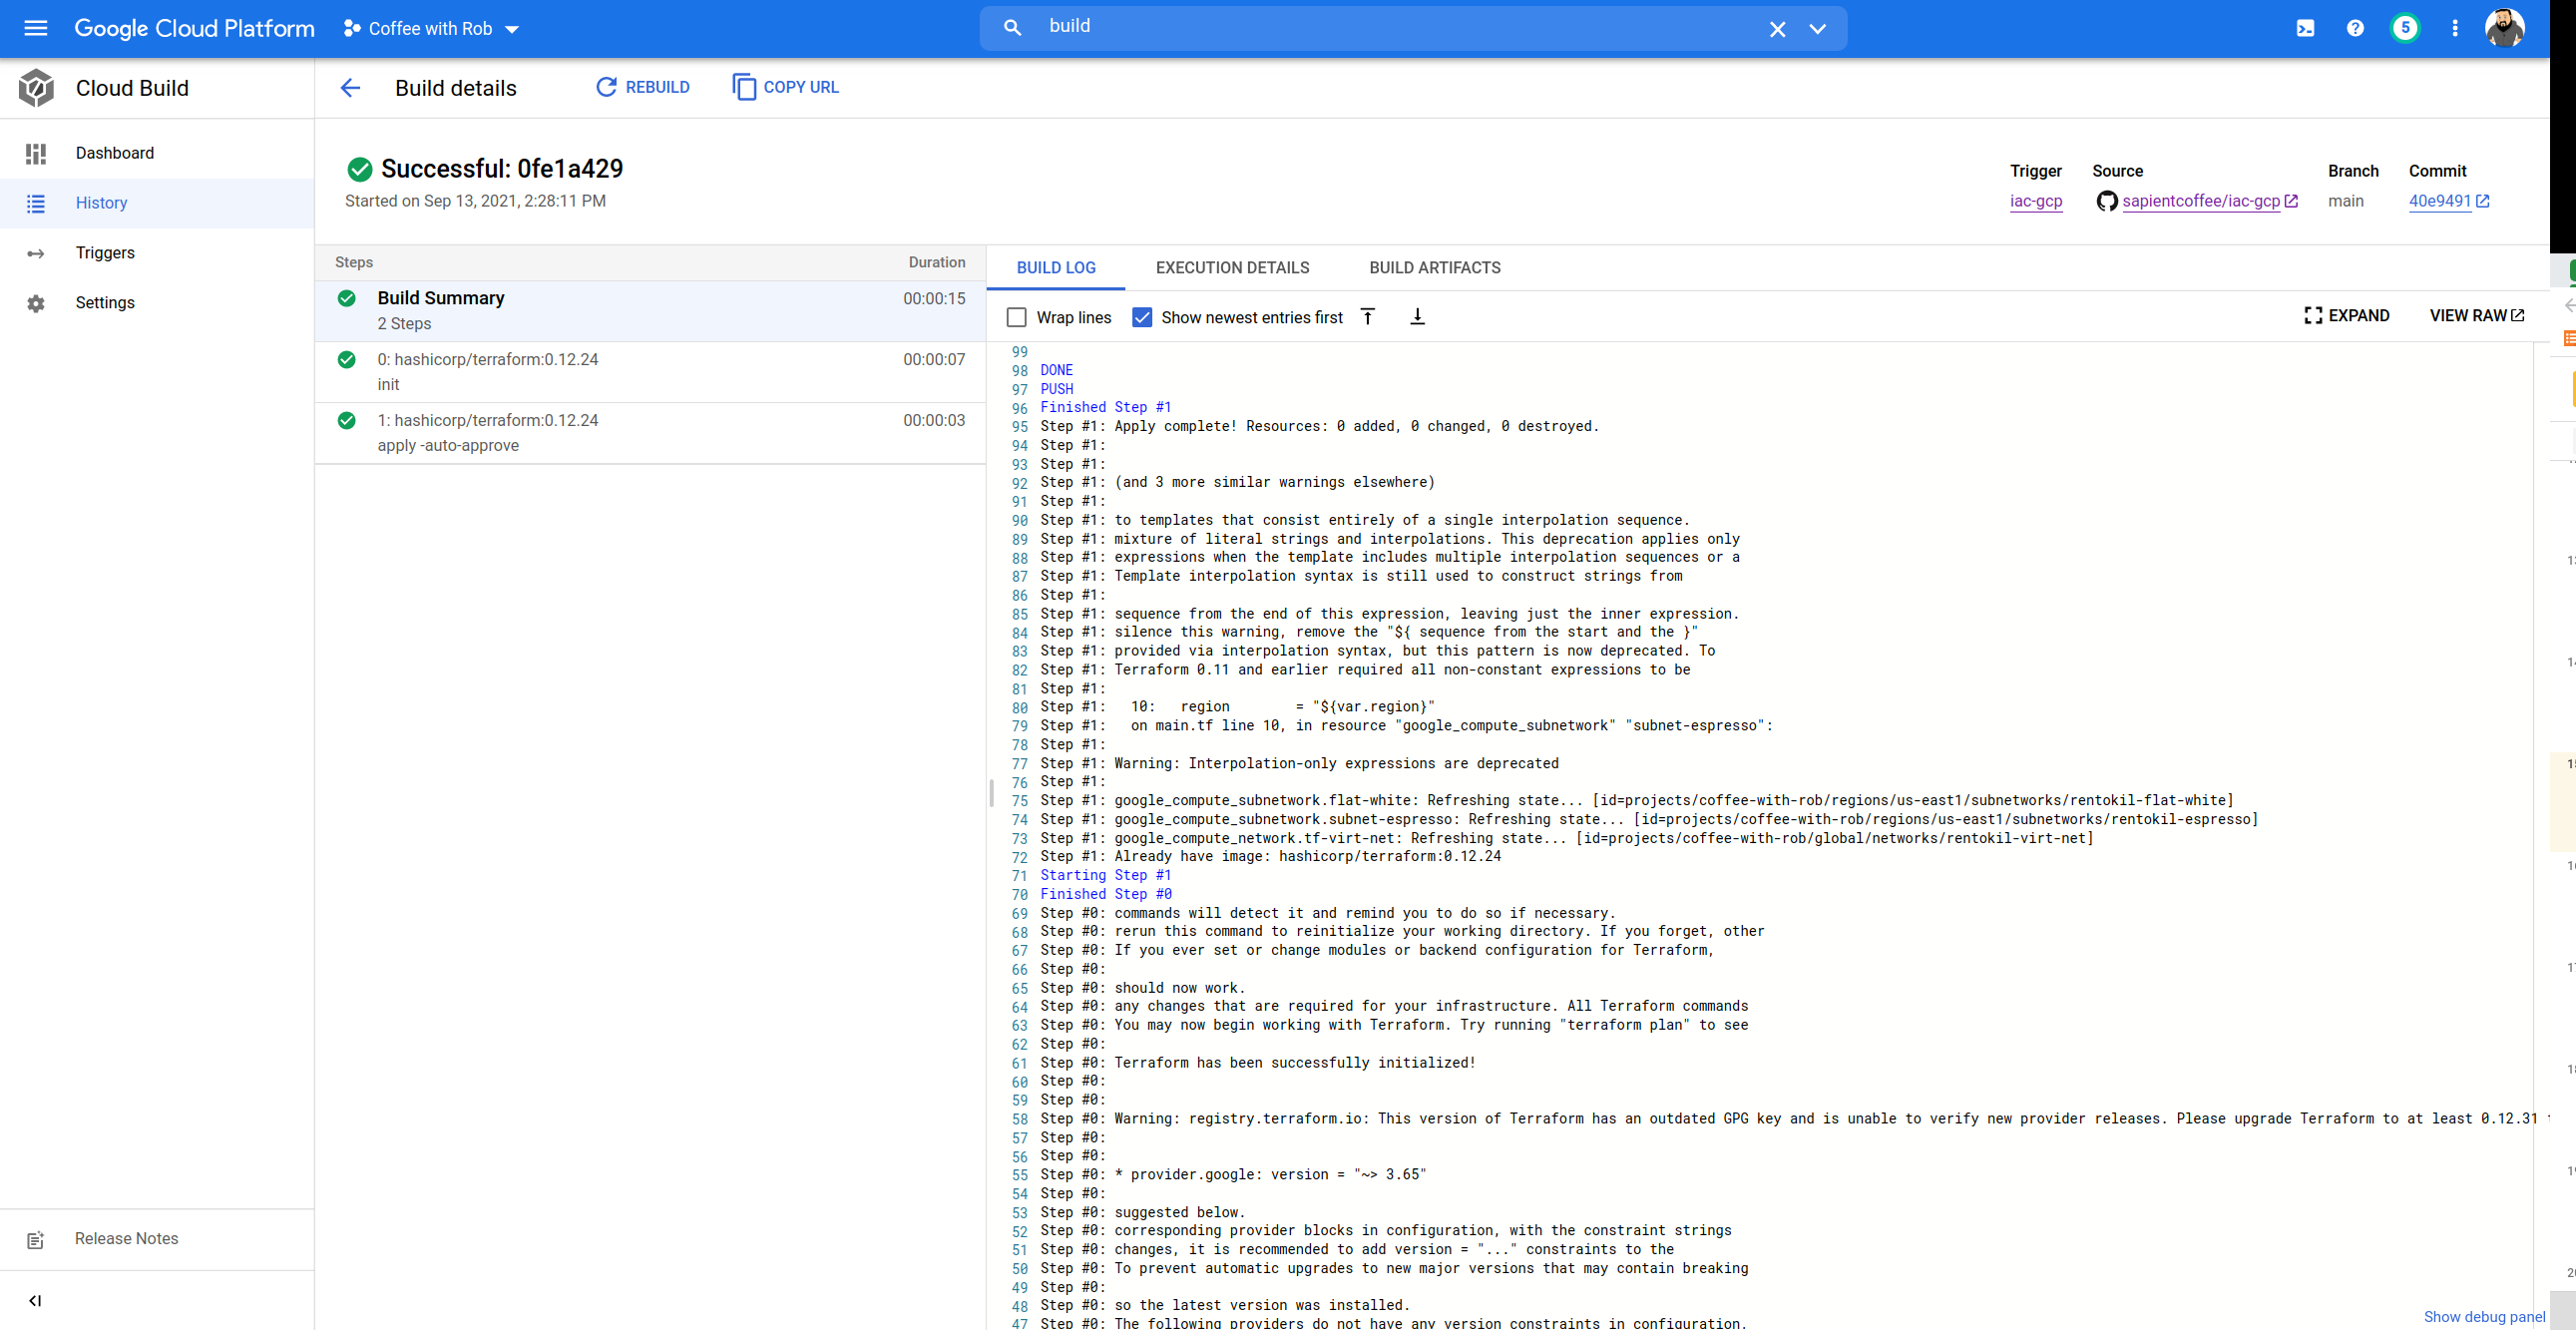 Google Cloud Platform
Coffee with Rob
build
5
Cloud Build
Build details
REBUILD
COPY URL
Dashboard
History
Triggers
Settings
Release Notes
Successful: 0fe1a429
Started on Sep 13, 2021, 2:28:11 PM
Trigger
iac-gcp
Source
sapientcoffee/iac-gcp
Branch
main
Commit
40e9491
Steps Duration
Build Summary 00:00:15
2 Steps
0: hashicorp/terraform:0.12.24 00:00:07
init
1: hashicorp/terraform:0.12.24 00:00:03
apply -auto-approve
BUILD LOG EXECUTION DETAILS BUILD ARTIFACTS
Wrap lines Show newest entries first EXPAND VIEW RAW
99
98 DONE
97 PUSH
96 Finished Step #1
95 Step #1: Apply complete! Resources: 0 added, 0 changed, 0 destroyed.
94 Step #1:
93 Step #1:
92 Step #1: (and 3 more similar warnings elsewhere)
91 Step #1:
90 Step #1: to templates that consist entirely of a single interpolation sequence.
89 Step #1: mixture of literal strings and interpolations. This deprecation applies only
88 Step #1: expressions when the template includes multiple interpolation sequences or a
87 Step #1: Template interpolation syntax is still used to construct strings from
86 Step #1:
85 Step #1: sequence from the end of this expression, leaving just the inner expression.
84 Step #1: silence this warning, remove the "${ sequence from the start and the }"
83 Step #1: provided via interpolation syntax, but this pattern is now deprecated. To
82 Step #1: Terraform 0.11 and earlier required all non-constant expressions to be
81 Step #1:
80 Step #1:   10:   region        = "${var.region}"
79 Step #1:   on main.tf line 10, in resource "google_compute_subnetwork" "subnet-espresso":
78 Step #1:
77 Step #1: Warning: Interpolation-only expressions are deprecated
76 Step #1:
75 Step #1: google_compute_subnetwork.flat-white: Refreshing state... [id=projects/coffee-with-rob/regions/us-east1/subnetworks/rentokil-flat-white]
74 Step #1: google_compute_subnetwork.subnet-espresso: Refreshing state... [id=projects/coffee-with-rob/regions/us-east1/subnetworks/rentokil-espresso]
73 Step #1: google_compute_network.tf-virt-net: Refreshing state... [id=projects/coffee-with-rob/global/networks/rentokil-virt-net]
72 Step #1: Already have image: hashicorp/terraform:0.12.24
71 Starting Step #1
70 Finished Step #0
69 Step #0: commands will detect it and remind you to do so if necessary.
68 Step #0: rerun this command to reinitialize your working directory. If you forget, other
67 Step #0: If you ever set or change modules or backend configuration for Terraform,
66 Step #0:
65 Step #0: should now work.
64 Step #0: any changes that are required for your infrastructure. All Terraform commands
63 Step #0: You may now begin working with Terraform. Try running "terraform plan" to see
62 Step #0:
61 Step #0: Terraform has been successfully initialized!
60 Step #0:
59 Step #0:
58 Step #0: Warning: registry.terraform.io: This version of Terraform has an outdated GPG key and is unable to verify new provider releases. Please upgrade Terraform to at least 0.12.31
57 Step #0:
56 Step #0:
55 Step #0: * provider.google: version = "~> 3.65"
54 Step #0:
53 Step #0: suggested below.
52 Step #0: corresponding provider blocks in configuration, with the constraint strings
51 Step #0: changes, it is recommended to add version = "..." constraints to the
50 Step #0: To prevent automatic upgrades to new major versions that may contain breaking
49 Step #0:
48 Step #0: so the latest version was installed.
47 Step #0: The following providers do not have any version constraints in configuration,
Show debug panel